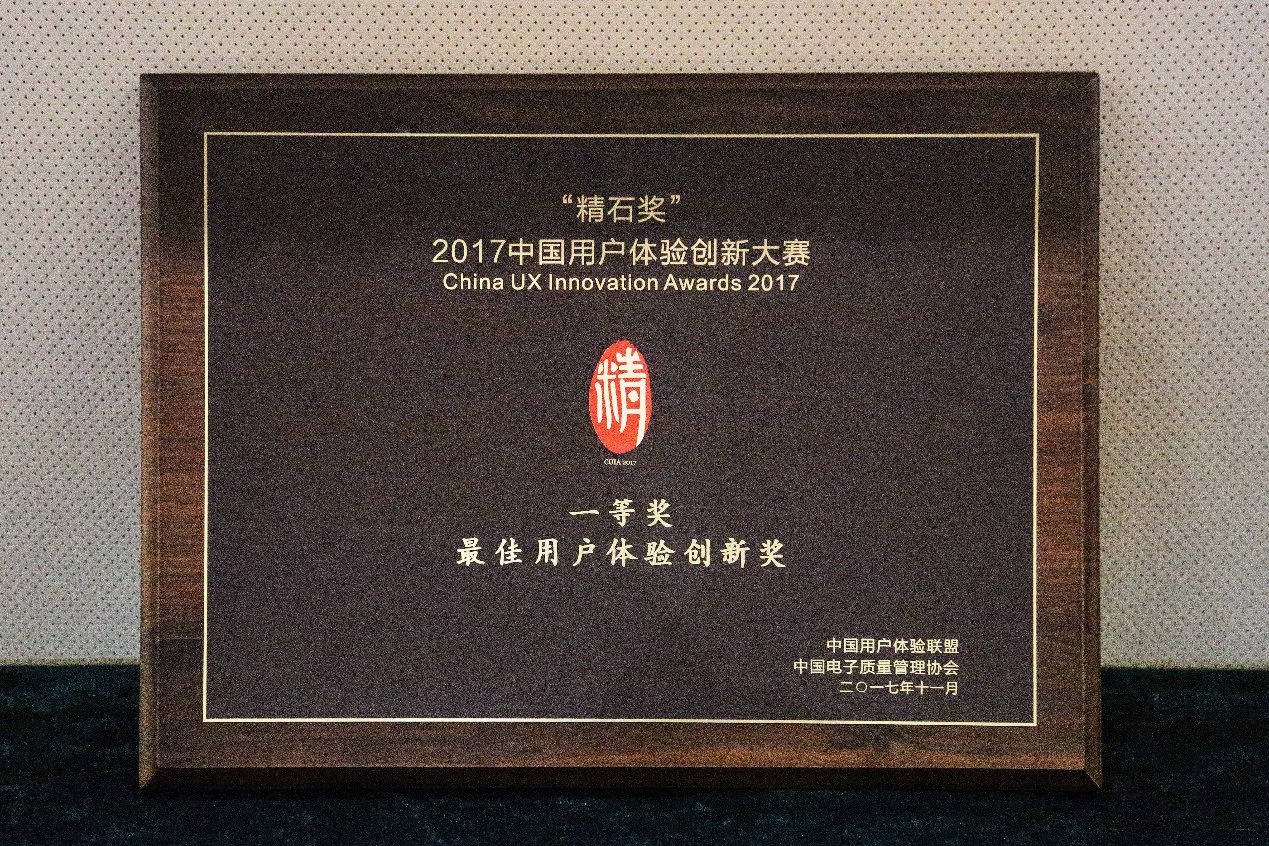 “精石奖”
2017中国用户体验创新大赛
China UX Innovation Awards 2017
精
CUIA 2017
一等奖
最佳用户体验创新奖
中国用户体验联盟
中国电子质量管理协会
二〇一七年十一月